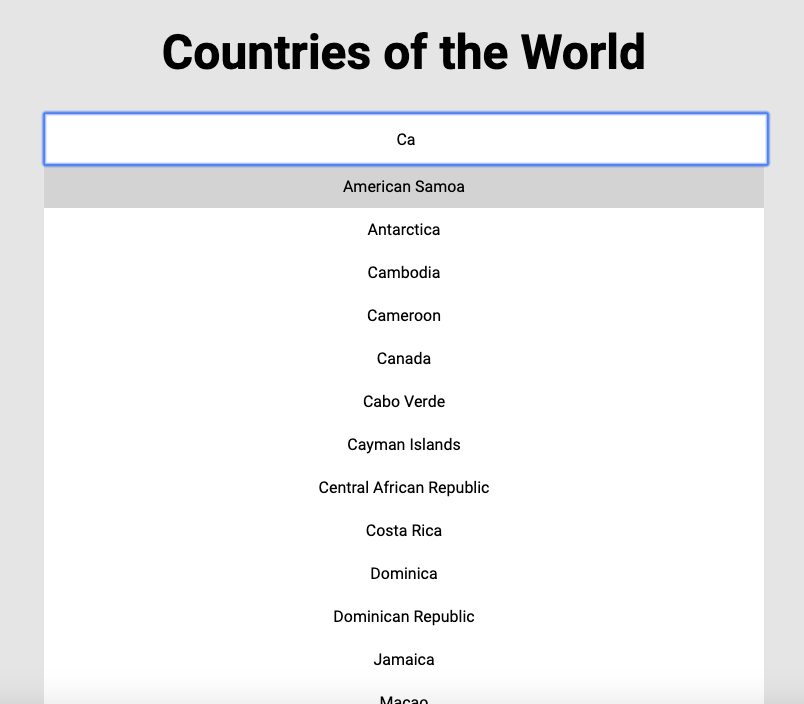 Countries of the World
Ca
American Samoa
Antarctica
Cambodia
Cameroon
Canada
Cabo Verde
Cayman Islands
Central African Republic
Costa Rica
Dominica
Dominican Republic
Jamaica
Macao